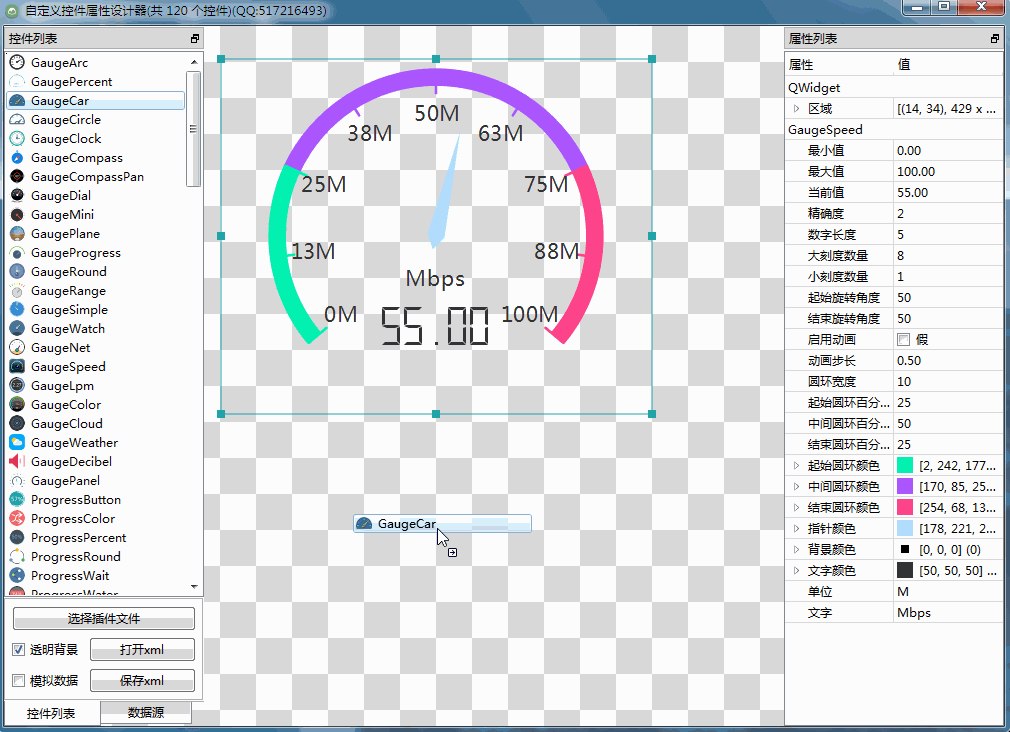 自定义控件属性设计器(共 120 个控件)(QQ:517216493)
控件列表
GaugeArc
GaugePercent
GaugeCar
GaugeCircle
GaugeClock
GaugeCompass
GaugeCompassPan
GaugeDial
GaugeMini
GaugePlane
GaugeProgress
GaugeRound
GaugeRange
GaugeSimple
GaugeWatch
GaugeNet
GaugeSpeed
GaugeLpm
GaugeColor
GaugeCloud
GaugeWeather
GaugeDecibel
GaugePanel
ProgressButton
ProgressColor
ProgressPercent
ProgressRound
ProgressWait
ProgressWater
选择插件文件
透明背景
打开xml
模拟数据
保存xml
控件列表
数据源
50M
38M
63M
25M
75M
13M
88M
Mbps
0M
55.00
100M
GaugeCar
属性列表
属性 值
QWidget
区域 [(14, 34), 429 x ...
GaugeSpeed
最小值 0.00
最大值 100.00
当前值 55.00
精确度 2
数字长度 5
大刻度数量 8
小刻度数量 1
起始旋转角度 50
结束旋转角度 50
启用动画 假
动画步长 0.50
圆环宽度 10
起始圆环百分... 25
中间圆环百分... 50
结束圆环百分... 25
起始圆环颜色 [2, 242, 177...
中间圆环颜色 [170, 85, 25...
结束圆环颜色 [254, 68, 13...
指针颜色 [178, 221, 2...
背景颜色 [0, 0, 0] (0)
文字颜色 [50, 50, 50] ...
单位 M
文字 Mbps